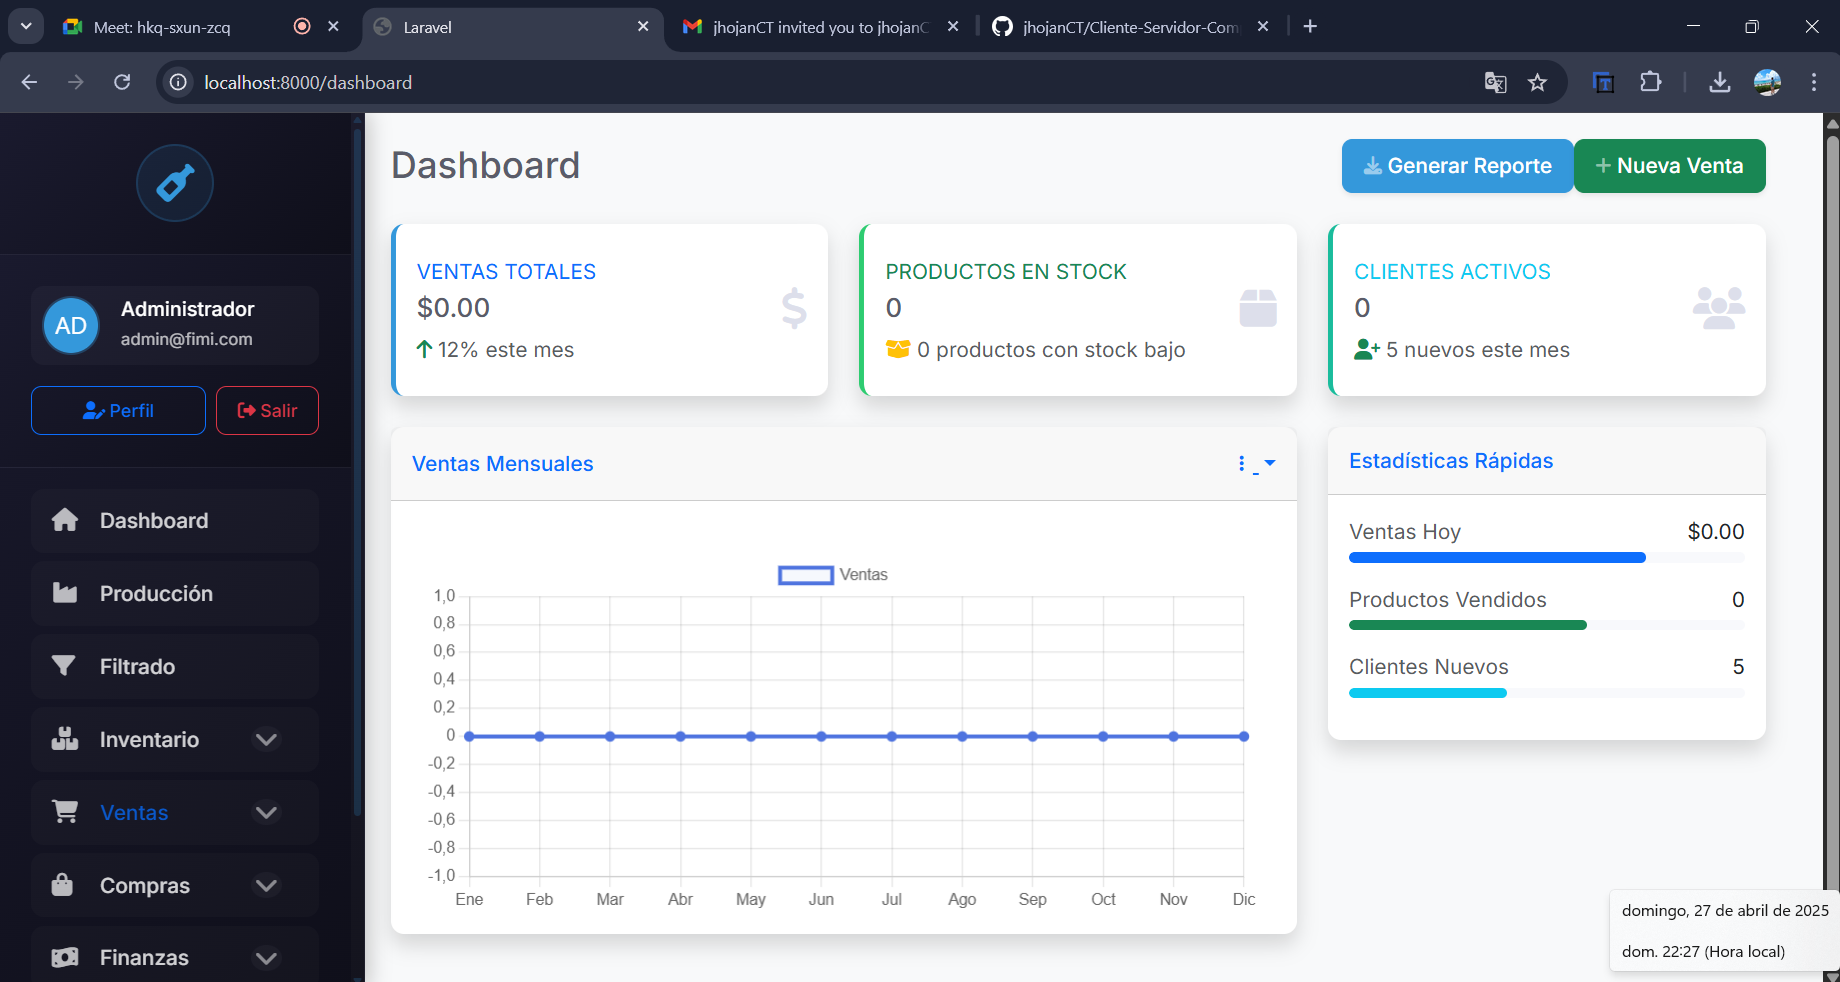 Meet: hkq-sxun-zcq
Laravel
jhojanCT invited you to jhojanC
jhojanCT/Cliente-Servidor-Com
localhost:8000/dashboard
AD
Administrador
admin@fimi.com
Perfil
Salir
Dashboard
Producción
Filtrado
Inventario
Ventas
Compras
Finanzas
Dashboard
Generar Reporte
+ Nueva Venta
VENTAS TOTALES
$0.00
12% este mes
PRODUCTOS EN STOCK
0
0 productos con stock bajo
CLIENTES ACTIVOS
0
5 nuevos este mes
Ventas Mensuales
Ventas
1,0
0,8
0,6
0,4
0,2
0
-0,2
-0,4
-0,6
-0,8
-1,0
Ene Feb Mar Abr May Jun Jul Ago Sep Oct Nov Dic
Estadísticas Rápidas
Ventas Hoy $0.00
Productos Vendidos 0
Clientes Nuevos 5
domingo, 27 de abril de 2025
dom. 22:27 (Hora local)